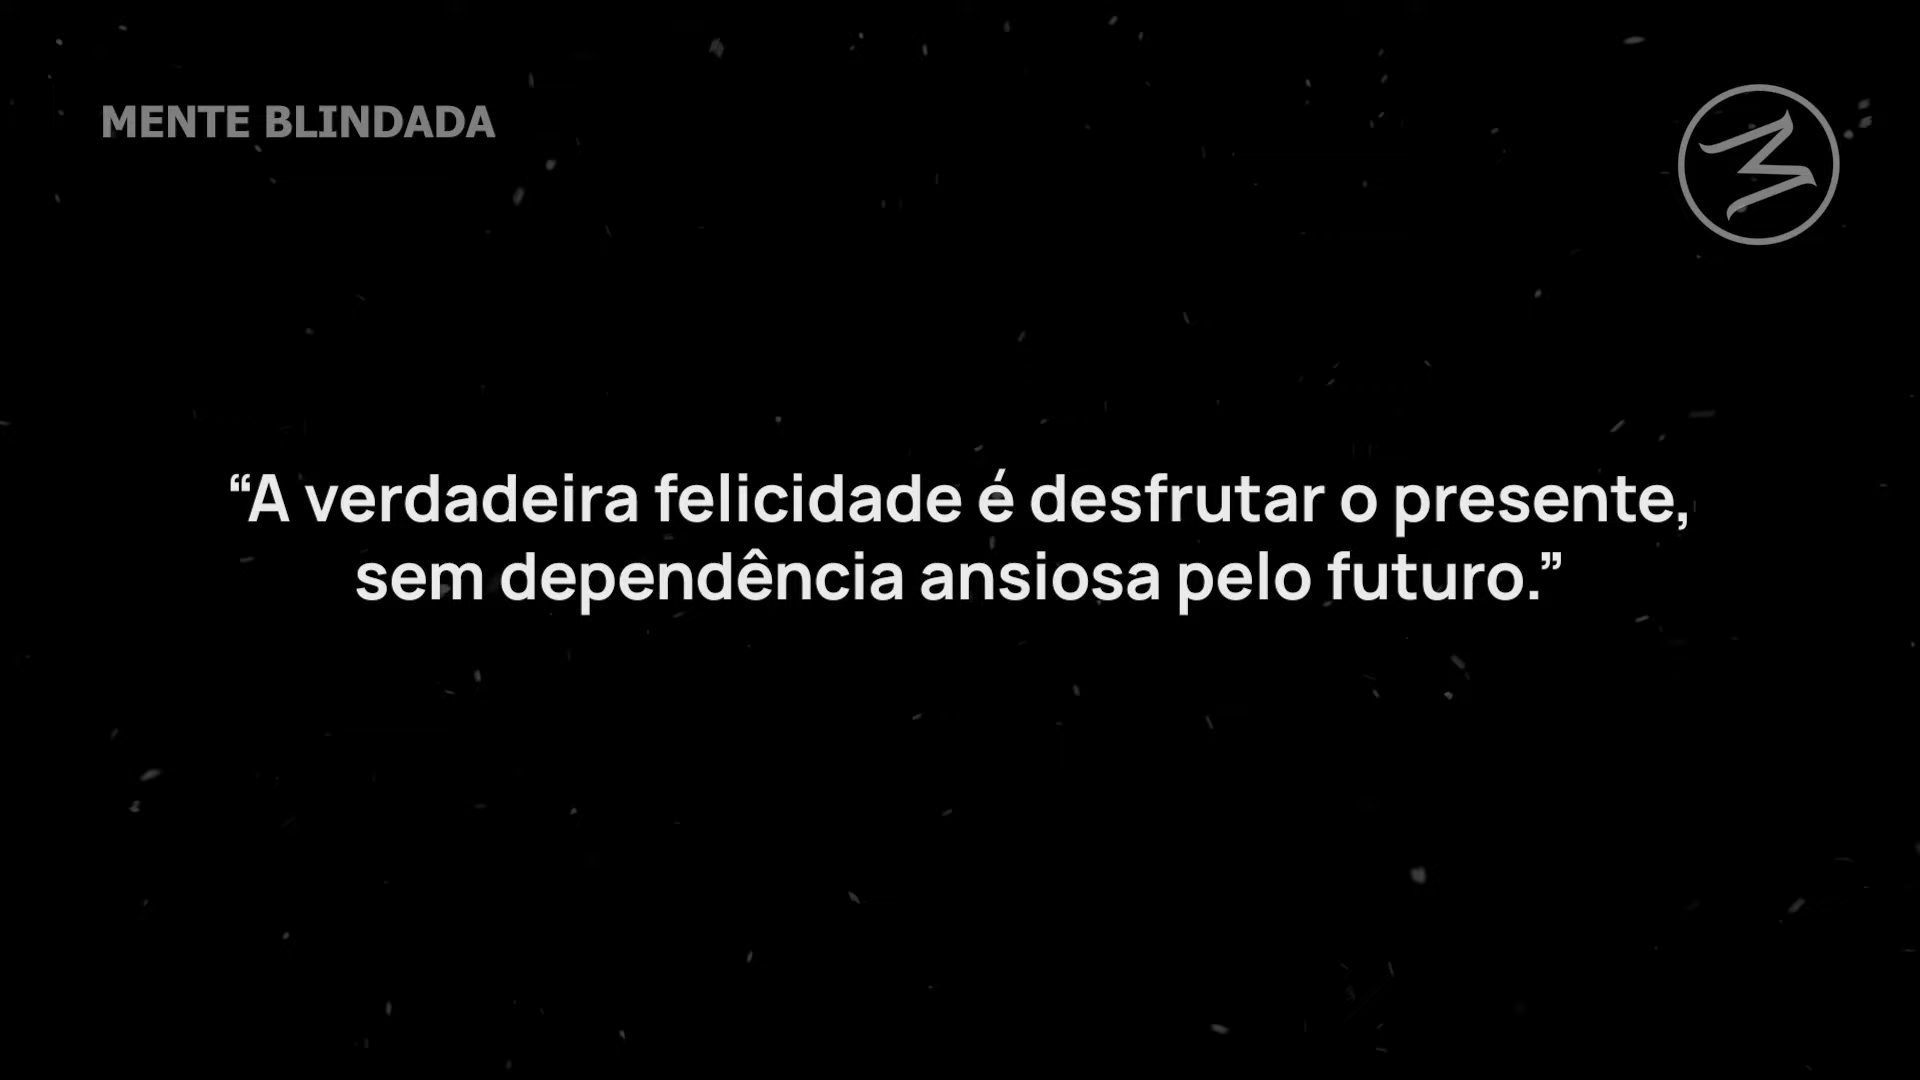 MENTE BLINDADA
“A verdadeira felicidade é desfrutar o presente,
sem dependência ansiosa pelo futuro.”